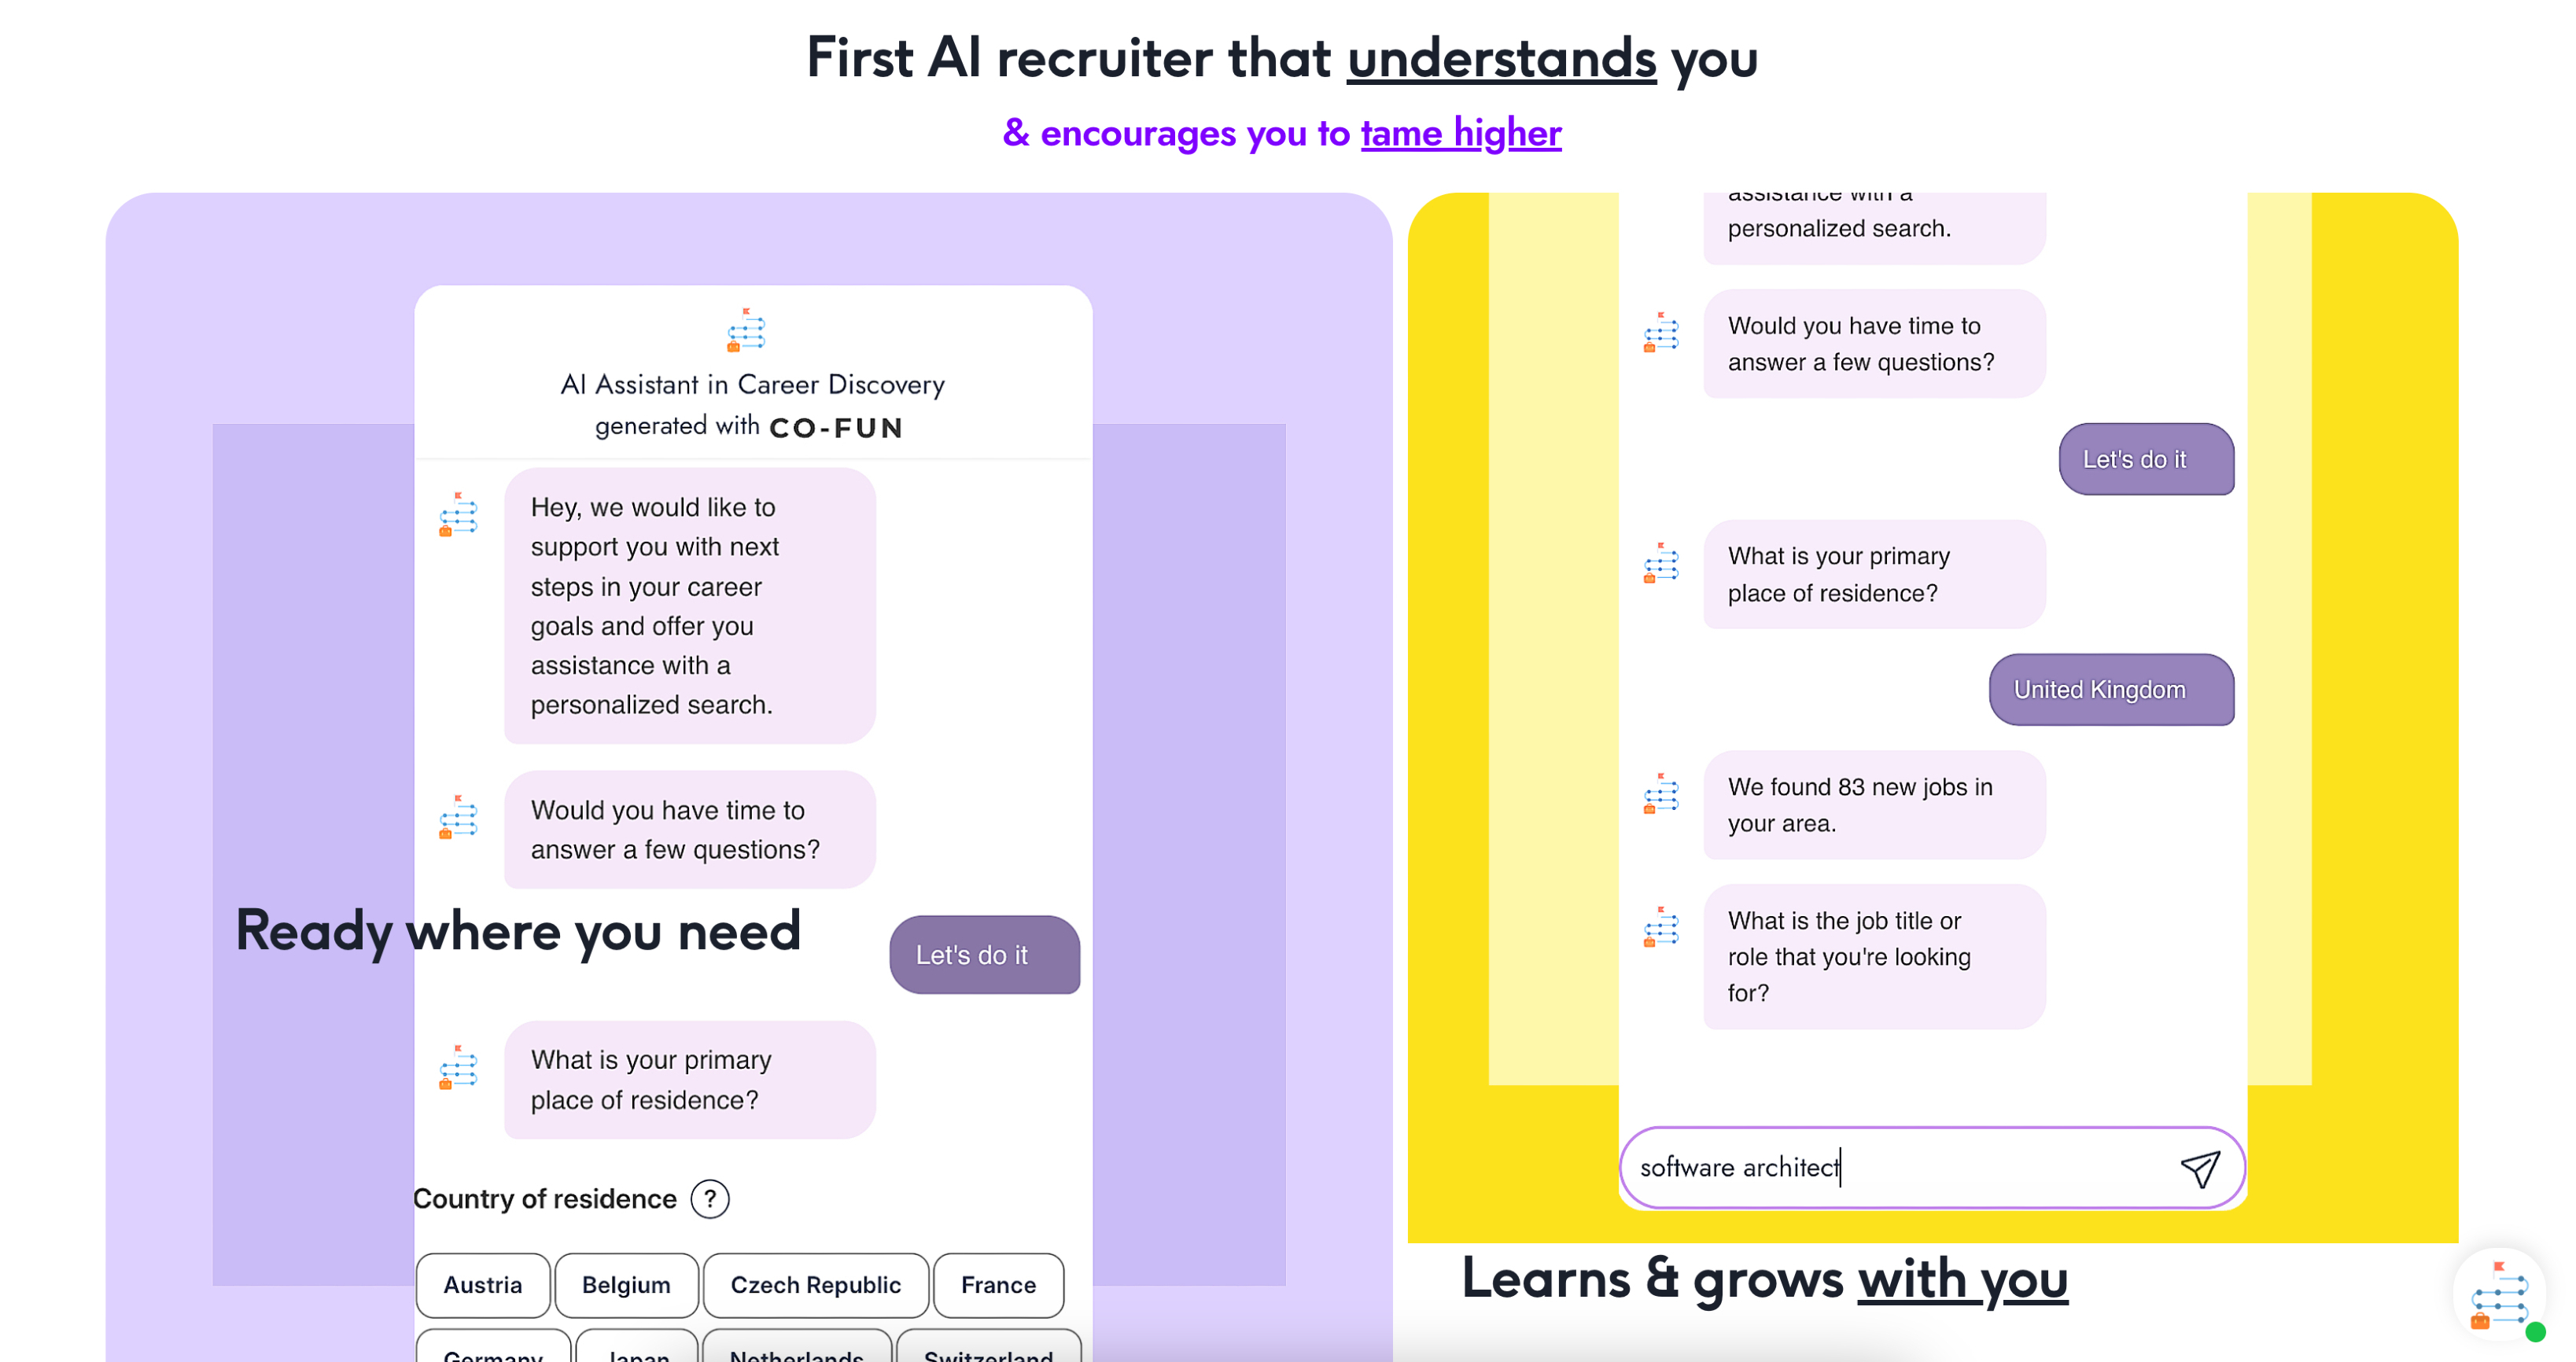 First AI recruiter that understands you
& encourages you to tame higher
AI Assistant in Career Discovery
generated with CO-FUN
Hey, we would like to
support you with next
steps in your career
goals and offer you
assistance with a
personalized search.
Would you have time to
answer a few questions?
Ready where you need
Let's do it
What is your primary
place of residence?
Country of residence ?
Austria Belgium Czech Republic France
Germany Japan Netherlands Switzerland
assistance with a
personalized search.
Would you have time to
answer a few questions?
Let's do it
What is your primary
place of residence?
United Kingdom
We found 83 new jobs in
your area.
What is the job title or
role that you're looking
for?
software architect
Learns & grows with you